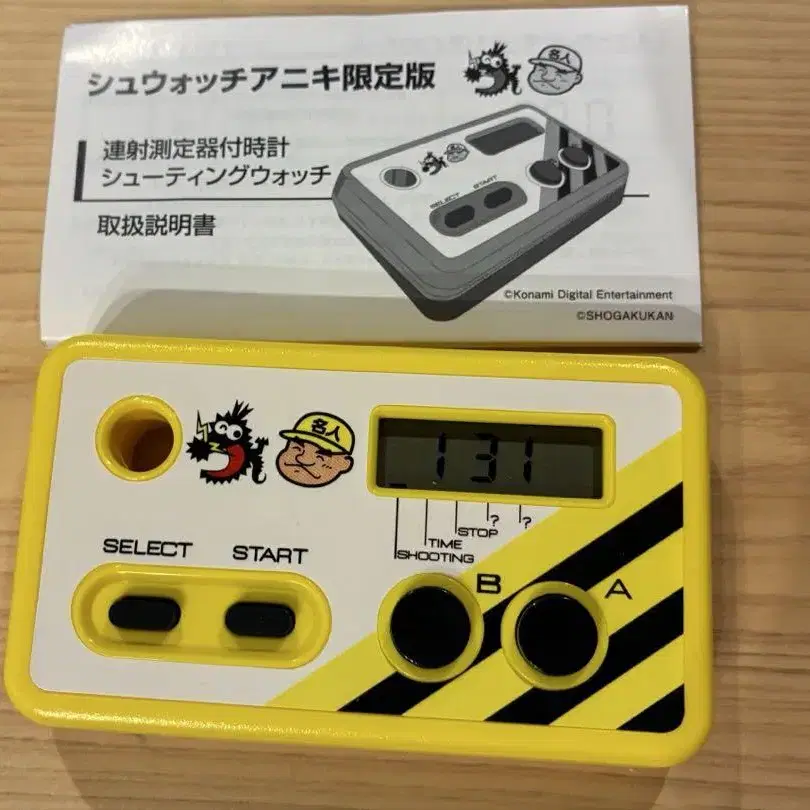 シュウォッチアニキ限定版
名人
連射測定器付時計
シューティングウォッチ
取扱説明書
SELECT
START
©Konami Digital Entertainment
©SHOGAKUKAN
名人
131
SELECT
START
?
?
STOP
TIME
SHOOTING
B
A